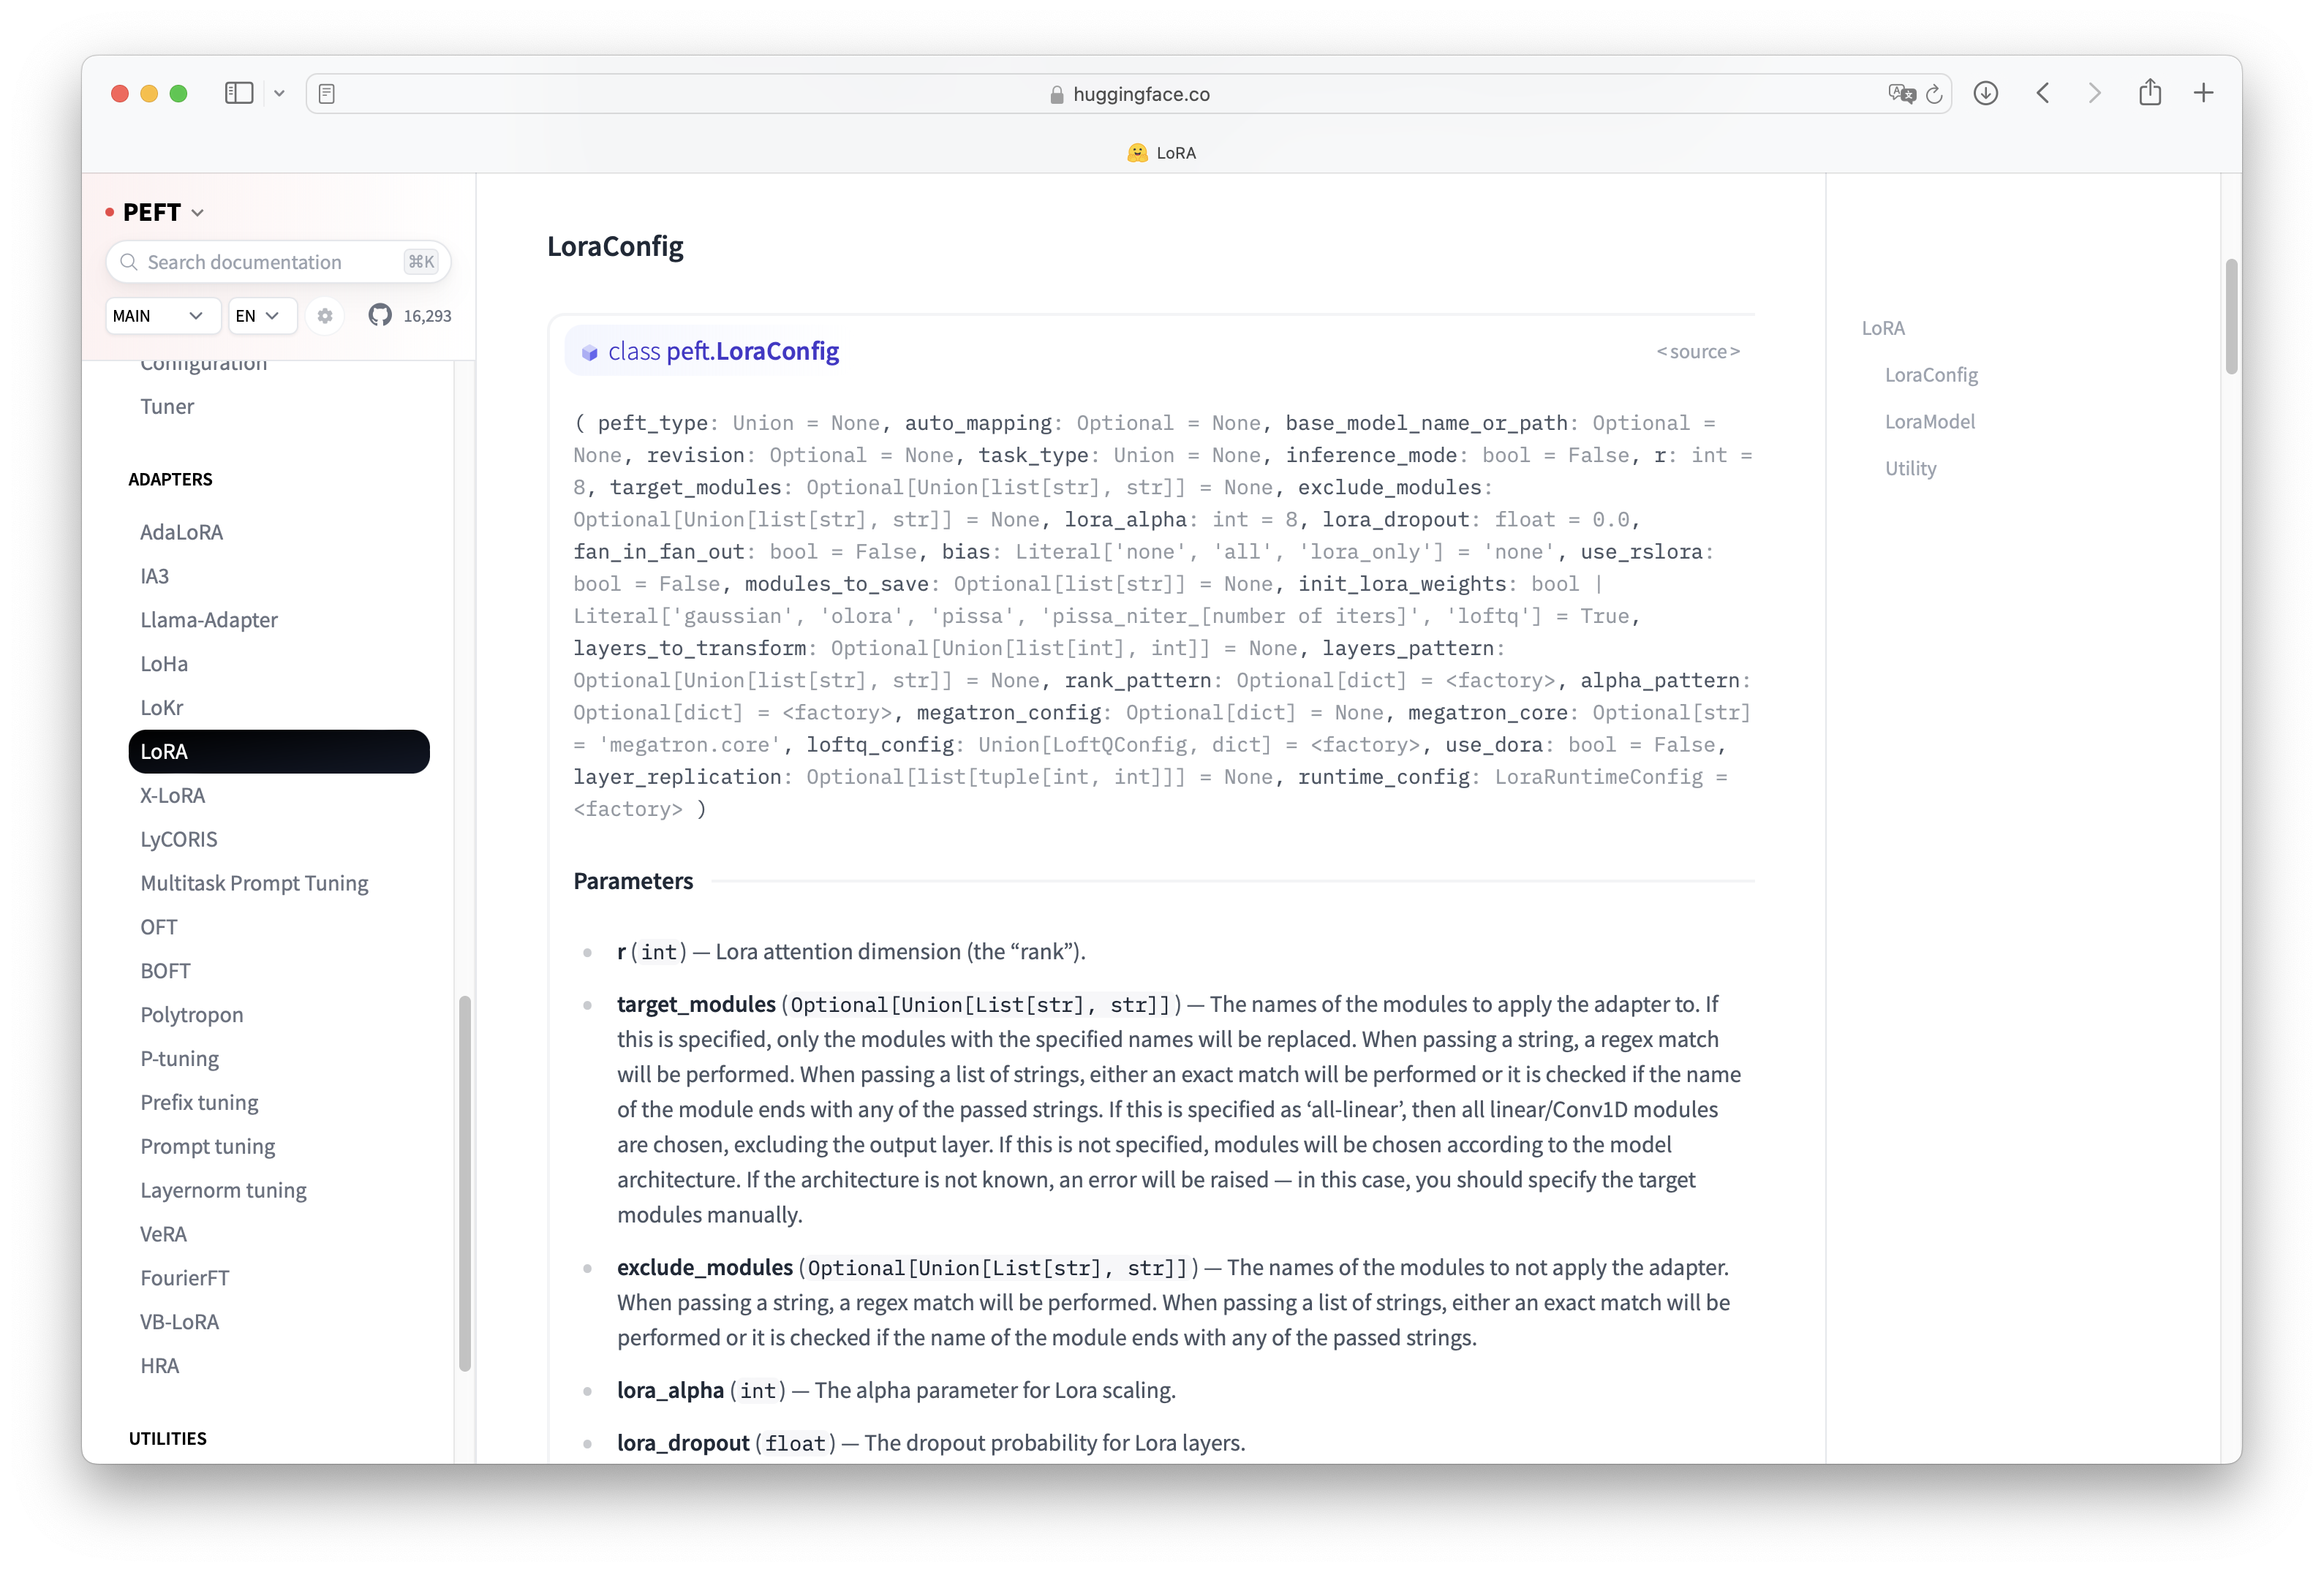 huggingface.co
LoRA
PEFT
Search documentation ⌘K
MAIN EN 16,293
Configuration
Tuner
ADAPTERS
AdaLoRA
IA3
Llama-Adapter
LoHa
LoKr
LoRA
X-LoRA
LyCORIS
Multitask Prompt Tuning
OFT
BOFT
Polytropon
P-tuning
Prefix tuning
Prompt tuning
Layernorm tuning
VeRA
FourierFT
VB-LoRA
HRA
UTILITIES
LoraConfig
class peft.LoraConfig
<source>
( peft_type: Union = None, auto_mapping: Optional = None, base_model_name_or_path: Optional =
None, revision: Optional = None, task_type: Union = None, inference_mode: bool = False, r: int =
8, target_modules: Optional[Union[list[str], str]] = None, exclude_modules:
Optional[Union[list[str], str]] = None, lora_alpha: int = 8, lora_dropout: float = 0.0,
fan_in_fan_out: bool = False, bias: Literal['none', 'all', 'lora_only'] = 'none', use_rslora:
bool = False, modules_to_save: Optional[list[str]] = None, init_lora_weights: bool |
Literal['gaussian', 'olora', 'pissa', 'pissa_niter_[number of iters]', 'loftq'] = True,
layers_to_transform: Optional[Union[list[int], int]] = None, layers_pattern:
Optional[Union[list[str], str]] = None, rank_pattern: Optional[dict] = <factory>, alpha_pattern:
Optional[dict] = <factory>, megatron_config: Optional[dict] = None, megatron_core: Optional[str]
= 'megatron.core', loftq_config: Union[LoftQConfig, dict] = <factory>, use_dora: bool = False,
layer_replication: Optional[list[tuple[int, int]]] = None, runtime_config: LoraRuntimeConfig =
<factory> )
Parameters
r (int) — Lora attention dimension (the “rank”).
target_modules (Optional[Union[List[str], str]]) — The names of the modules to apply the adapter to. If
this is specified, only the modules with the specified names will be replaced. When passing a string, a regex match
will be performed. When passing a list of strings, either an exact match will be performed or it is checked if the name
of the module ends with any of the passed strings. If this is specified as ‘all-linear’, then all linear/Conv1D modules
are chosen, excluding the output layer. If this is not specified, modules will be chosen according to the model
architecture. If the architecture is not known, an error will be raised — in this case, you should specify the target
modules manually.
exclude_modules (Optional[Union[List[str], str]]) — The names of the modules to not apply the adapter.
When passing a string, a regex match will be performed. When passing a list of strings, either an exact match will be
performed or it is checked if the name of the module ends with any of the passed strings.
lora_alpha (int) — The alpha parameter for Lora scaling.
lora_dropout (float) — The dropout probability for Lora layers.
LoRA
LoraConfig
LoraModel
Utility